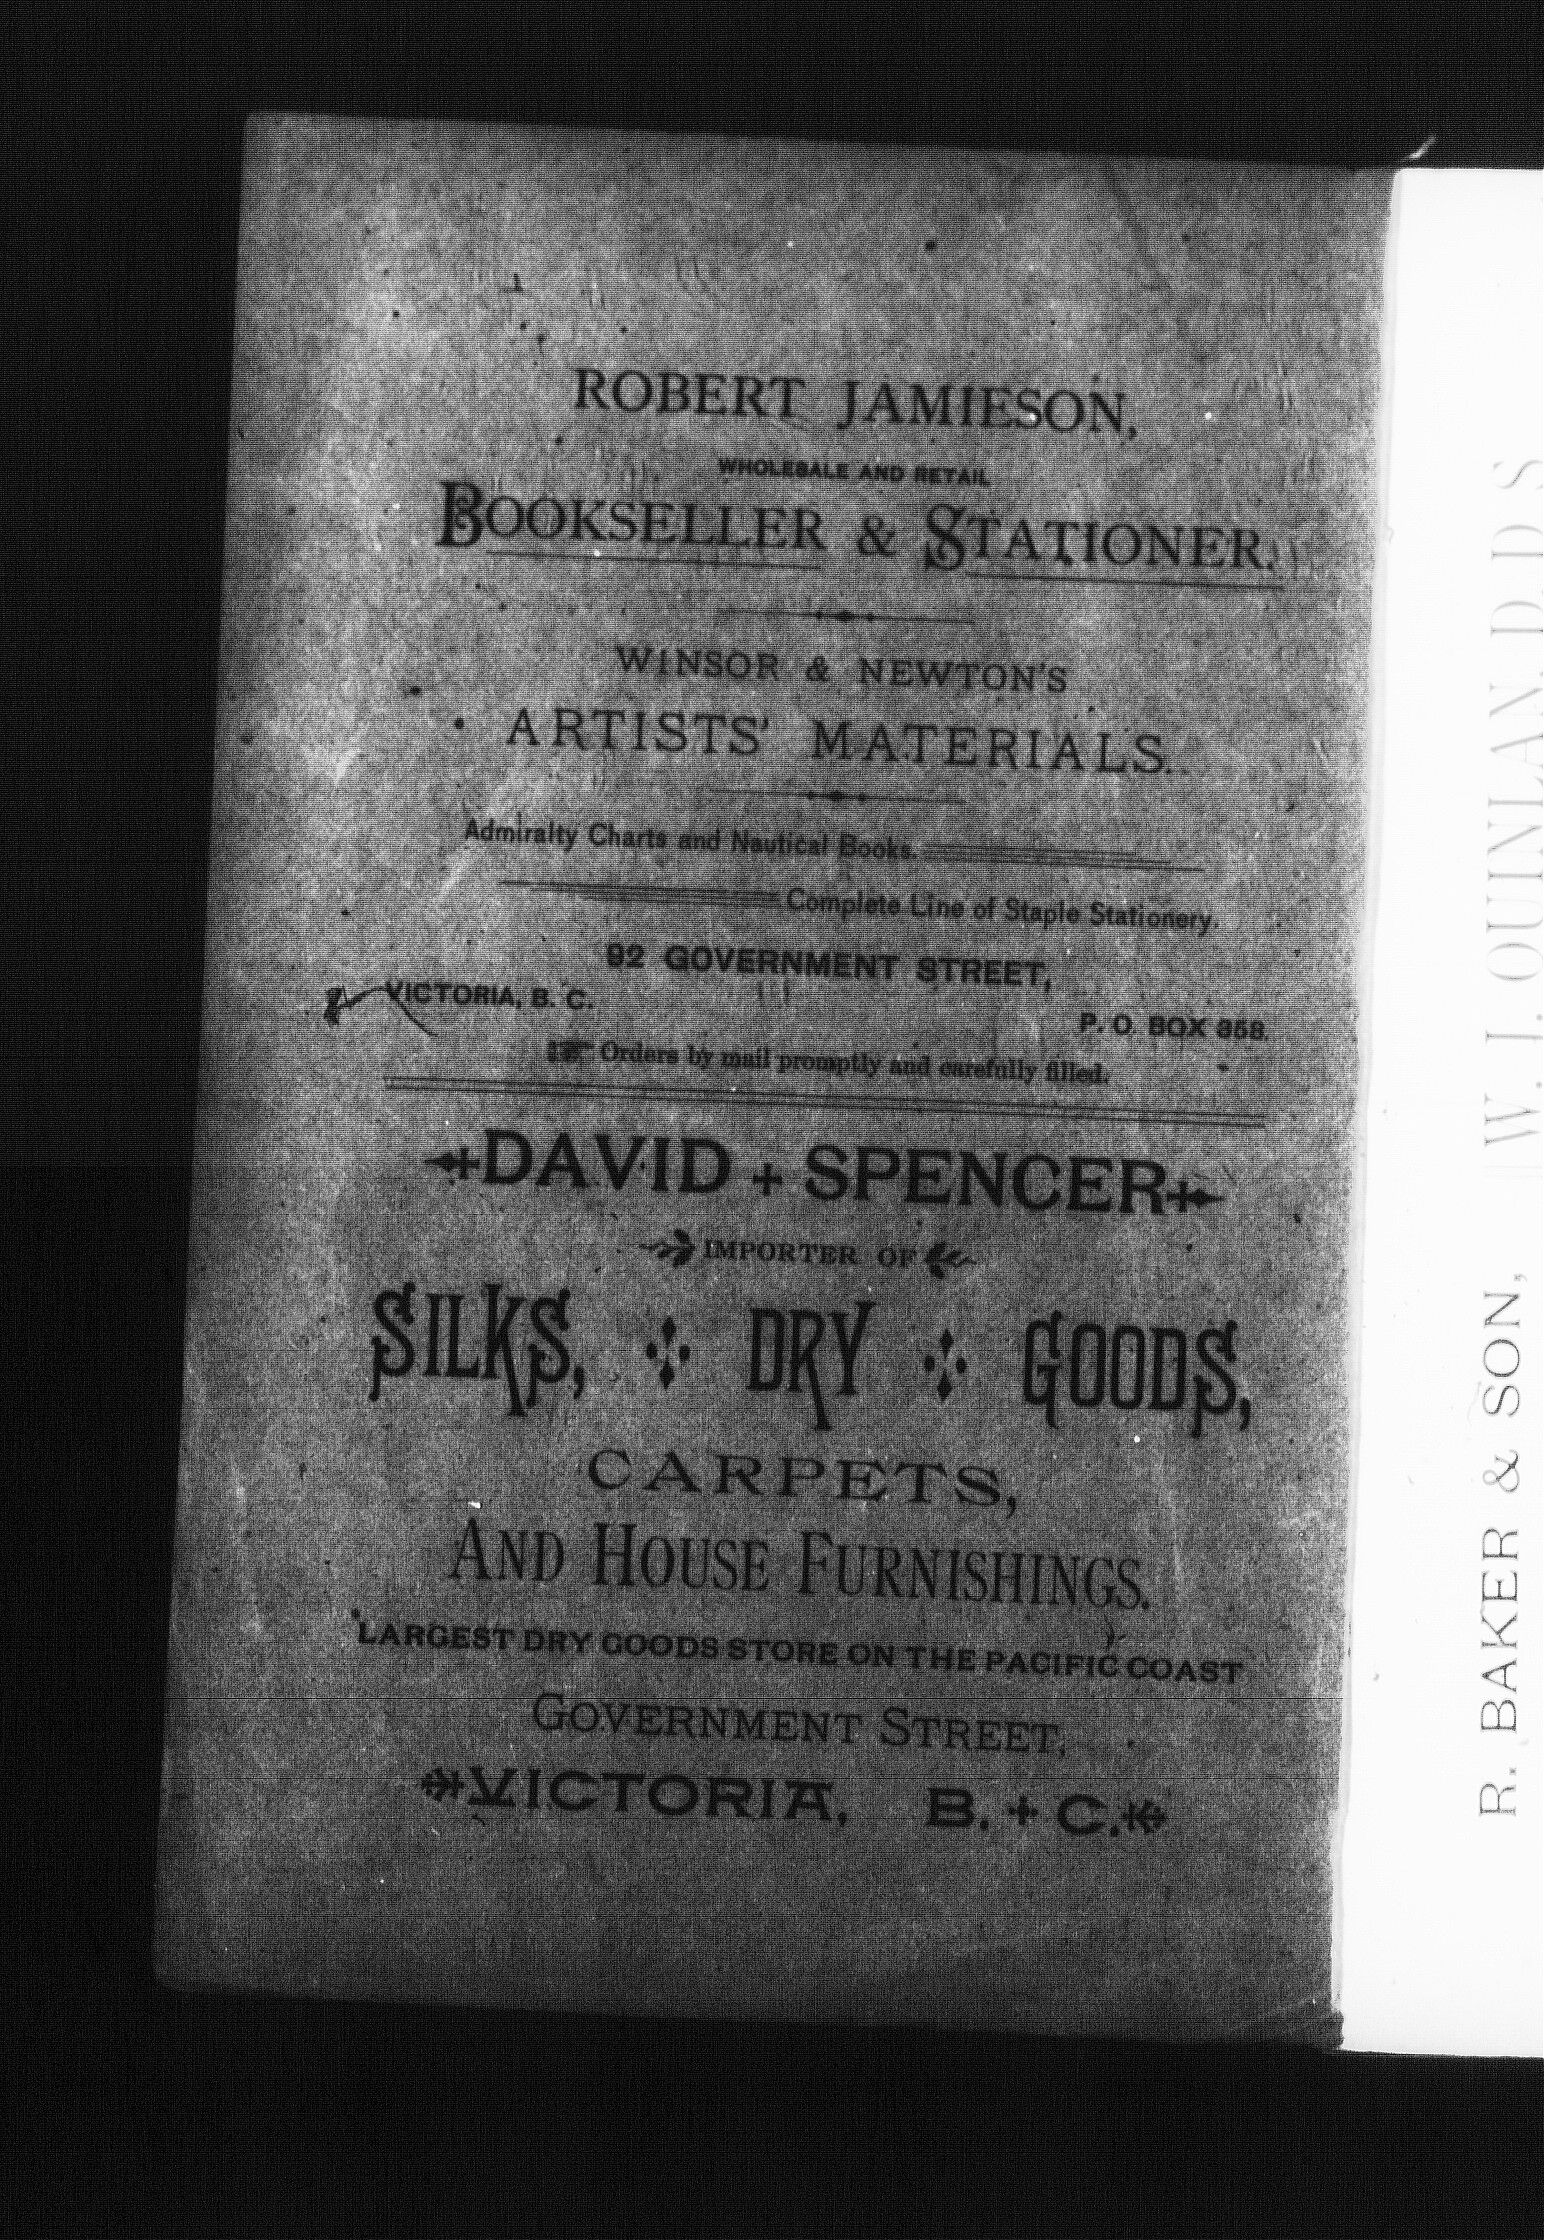 ROBERT JAMIESON,
WHOLESALE AND RETAIL
BOOKSELLER & STATIONER.
WINSOR & NEWTON'S
ARTISTS' MATERIALS.
Admiralty Charts and Nautical Books.
Complete Line of Staple Stationery.
92 GOVERNMENT STREET,
VICTORIA, B. C.
P. O. BOX 858.
Orders by mail promptly and carefully filled.
DAVID + SPENCER
IMPORTER OF
SILKS, DRY GOODS,
CARPETS,
AND HOUSE FURNISHINGS.
LARGEST DRY GOODS STORE ON THE PACIFIC COAST
GOVERNMENT STREET,
VICTORIA, B. + C.
R. BAKER & SON,
W. J. QUINLAN, D. D. S